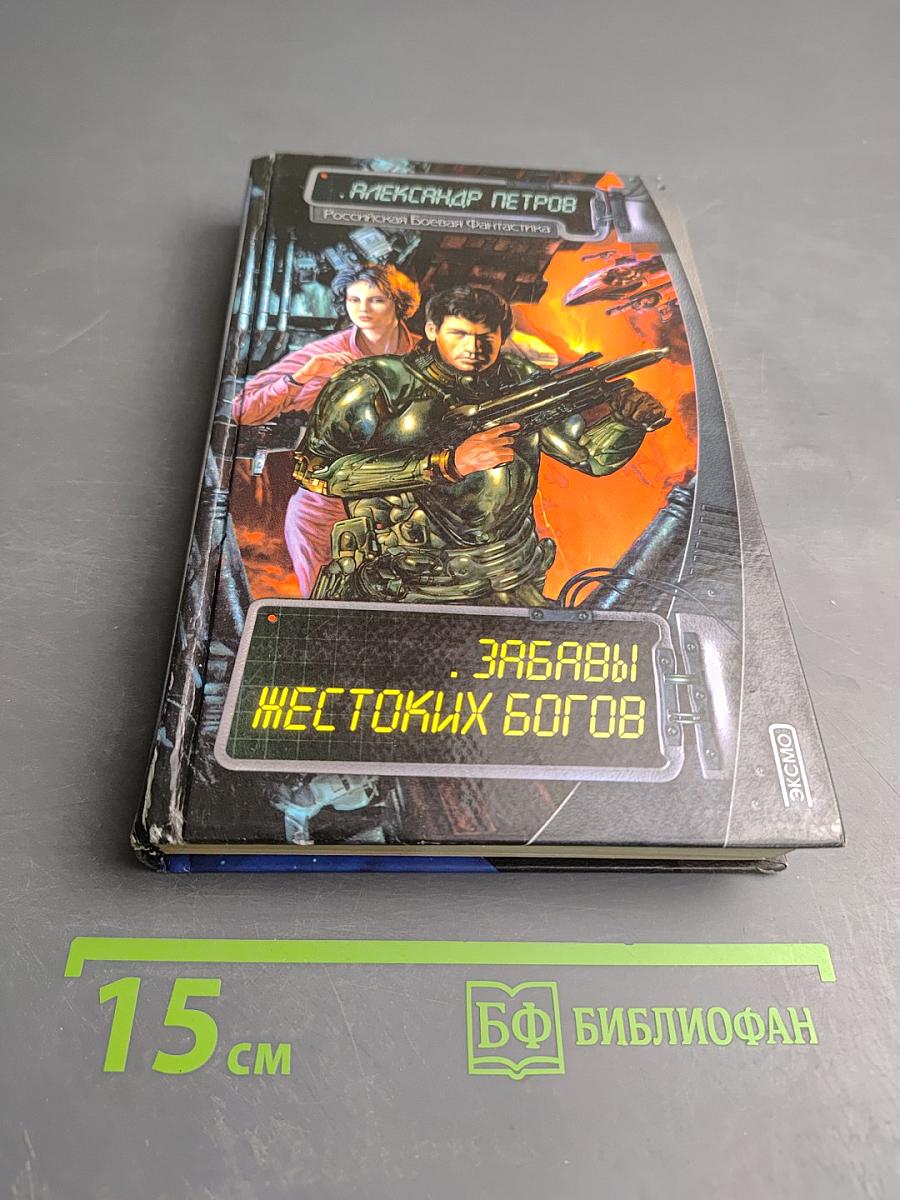 .АЛЕКСАНДР ПЕТРОВ
Российская Боевая Фантастика
.ЗАБАВЫ
ЖЕСТОКИХ БОГОВ
ЭКСМО
15 см
БФ БИБЛИОФАН